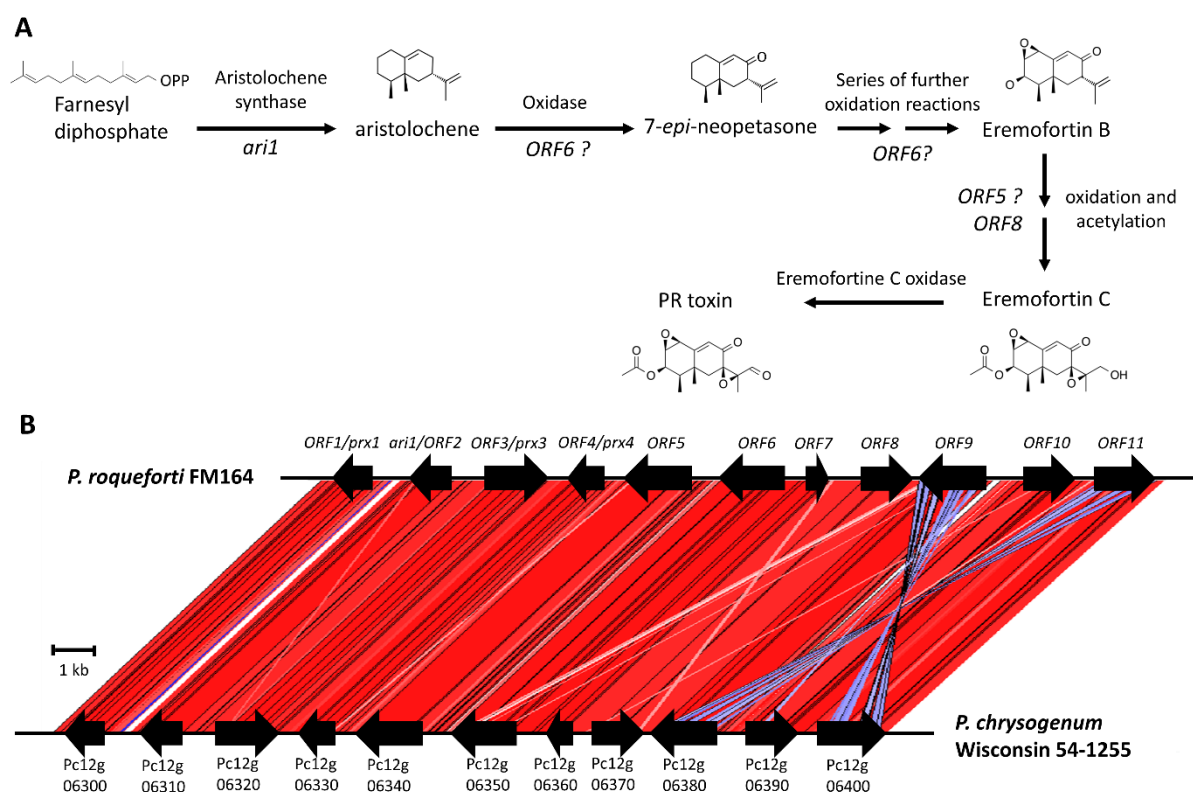 A
Farnesyl
diphosphate
OPP
Aristolochene
synthase
ari1
aristolochene
Oxidase
ORF6 ?
O
7-epi-neopetasone
Series of further
oxidation reactions
ORF6?
O
O
O
Eremofortin B
ORF5 ?
ORF8
oxidation and
acetylation
Eremofortin C
O
O
O
O
O
OH
Eremofortine C oxidase
PR toxin
O
O
O
O
O
O
B
ORF1/prx1 ari1/ORF2 ORF3/prx3 ORF4/prx4 ORF5 ORF6 ORF7 ORF8 ORF9 ORF10 ORF11
P. roqueforti FM164
1 kb
P. chrysogenum
Wisconsin 54-1255
Pc12g Pc12g Pc12g Pc12g Pc12g Pc12g Pc12g Pc12g Pc12g Pc12g Pc12g
06300 06310 06320 06330 06340 06350 06360 06370 06380 06390 06400